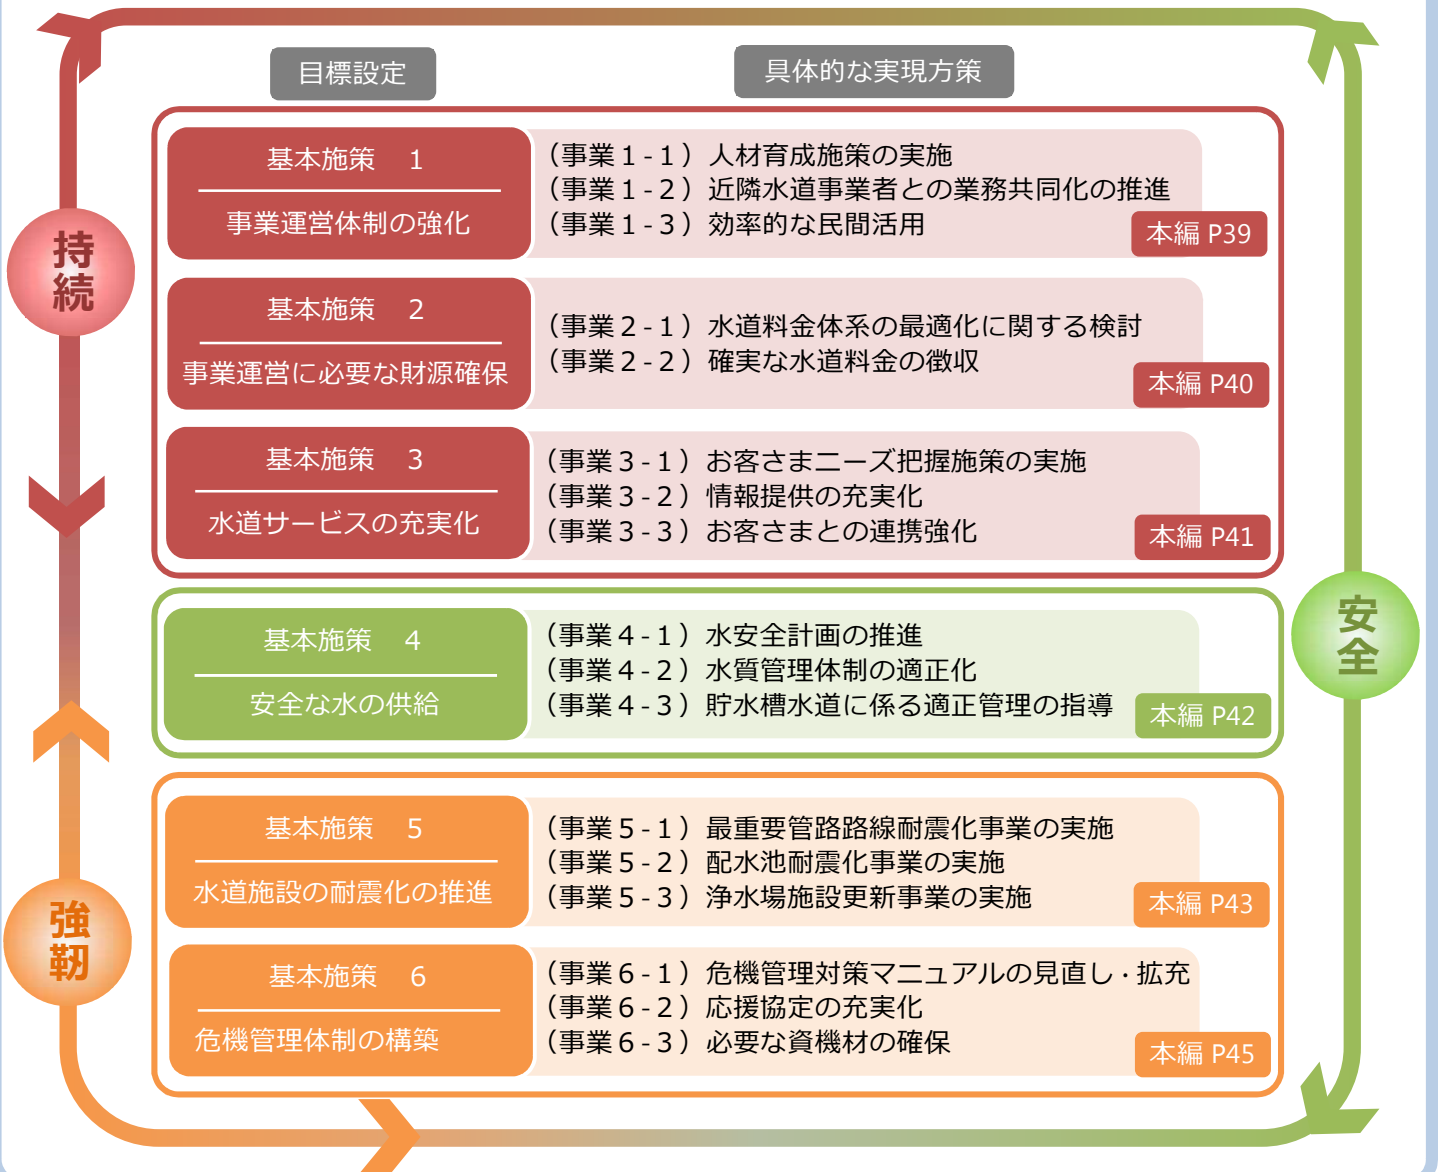 目標設定
具体的な実現方策
持続
基本施策　1
事業運営体制の強化
（事業１-１）人材育成施策の実施
（事業１-２）近隣水道事業者との業務共同化の推進
（事業１-３）効率的な民間活用
本編 P39
基本施策　2
事業運営に必要な財源確保
（事業２-１）水道料金体系の最適化に関する検討
（事業２-２）確実な水道料金の徴収
本編 P40
基本施策　3
水道サービスの充実化
（事業３-１）お客さまニーズ把握施策の実施
（事業３-２）情報提供の充実化
（事業３-３）お客さまとの連携強化
本編 P41
安全
基本施策　4
安全な水の供給
（事業４-１）水安全計画の推進
（事業４-２）水質管理体制の適正化
（事業４-３）貯水槽水道に係る適正管理の指導
本編 P42
強靭
基本施策　5
水道施設の耐震化の推進
（事業５-１）最重要管路路線耐震化事業の実施
（事業５-２）配水池耐震化事業の実施
（事業５-３）浄水場施設更新事業の実施
本編 P43
基本施策　6
危機管理体制の構築
（事業６-１）危機管理対策マニュアルの見直し・拡充
（事業６-２）応援協定の充実化
（事業６-３）必要な資機材の確保
本編 P45